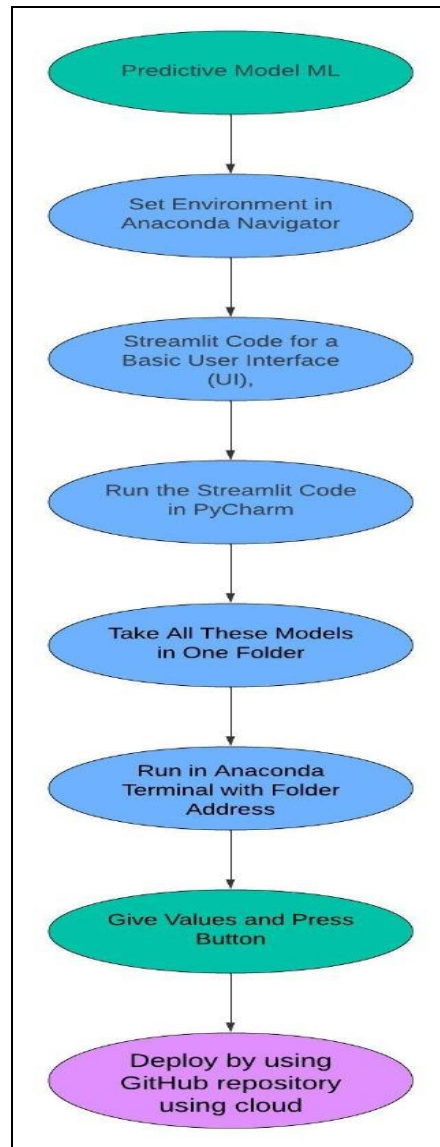 Predictive Model ML
Set Environment in
Anaconda Navigator
Streamlit Code for a
Basic User Interface
(UI),
Run the Streamlit Code
in PyCharm
Take All These Models
in One Folder
Run in Anaconda
Terminal with Folder
Address
Give Values and Press
Button
Deploy by using
GitHub repository
using cloud